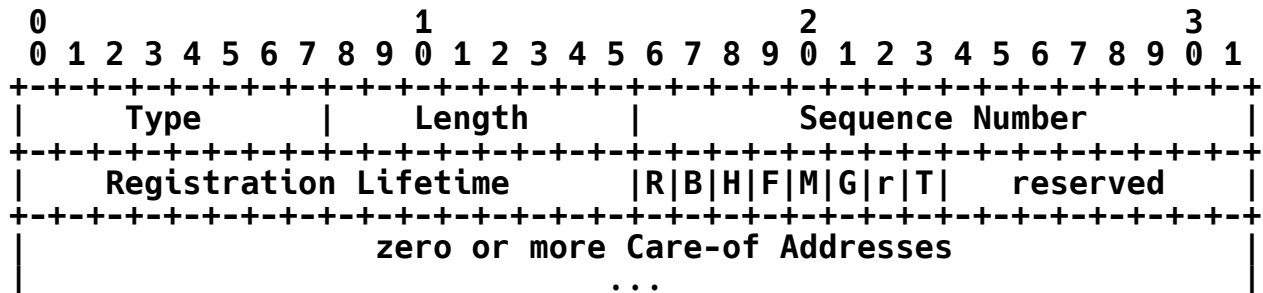 0                   1                   2                   3
 0 1 2 3 4 5 6 7 8 9 0 1 2 3 4 5 6 7 8 9 0 1 2 3 4 5 6 7 8 9 0 1
+-+-+-+-+-+-+-+-+-+-+-+-+-+-+-+-+-+-+-+-+-+-+-+-+-+-+-+-+-+-+-+-+
|     Type      |    Length     |        Sequence Number        |
+-+-+-+-+-+-+-+-+-+-+-+-+-+-+-+-+-+-+-+-+-+-+-+-+-+-+-+-+-+-+-+-+
|    Registration Lifetime      |R|B|H|F|M|G|r|T|   reserved    |
+-+-+-+-+-+-+-+-+-+-+-+-+-+-+-+-+-+-+-+-+-+-+-+-+-+-+-+-+-+-+-+-+
|                  zero or more Care-of Addresses               |
|                              ...                              |